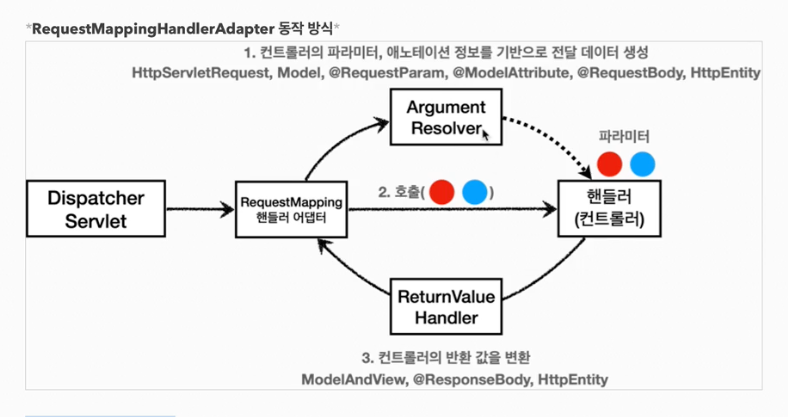 *RequestMappingHandlerAdapter 동작 방식*
1. 컨트롤러의 파라미터, 애노테이션 정보를 기반으로 전달 데이터 생성
HttpServletRequest, Model, @RequestParam, @ModelAttribute, @RequestBody, HttpEntity
Argument
Resolver
파라미터
Dispatcher
Servlet
RequestMapping
핸들러 어댑터
2. 호출( )
핸들러
(컨트롤러)
ReturnValue
Handler
3. 컨트롤러의 반환 값을 변환
ModelAndView, @ResponseBody, HttpEntity